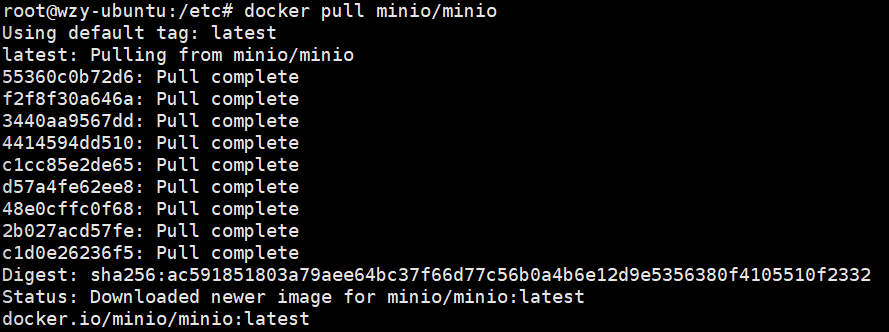 root@wzy-ubuntu:/etc# docker pull minio/minio
Using default tag: latest
latest: Pulling from minio/minio
55360c0b72d6: Pull complete
f2f8f30a646a: Pull complete
3440aa9567dd: Pull complete
4414594dd510: Pull complete
c1cc85e2de65: Pull complete
d57a4fe62ee8: Pull complete
48e0cffc0f68: Pull complete
2b027acd57fe: Pull complete
c1d0e26236f5: Pull complete
Digest: sha256:ac591851803a79aee64bc37f66d77c56b0a4b6e12d9e5356380f4105510f2332
Status: Downloaded newer image for minio/minio:latest
docker.io/minio/minio:latest